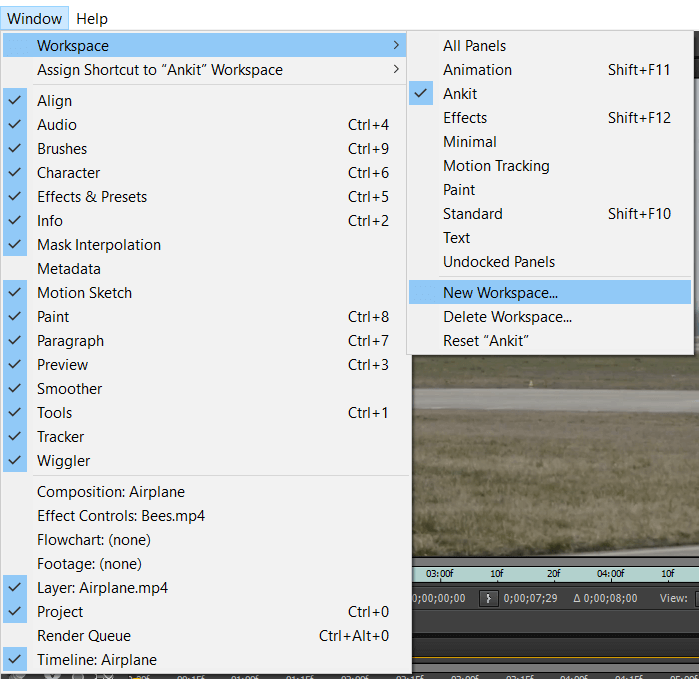 Window Help
Workspace
Assign Shortcut to “Ankit” Workspace
Align
Audio Ctrl+4
Brushes Ctrl+9
Character Ctrl+6
Effects & Presets Ctrl+5
Info Ctrl+2
Mask Interpolation
Metadata
Motion Sketch
Paint Ctrl+8
Paragraph Ctrl+7
Preview Ctrl+3
Smoother
Tools Ctrl+1
Tracker
Wiggler
Composition: Airplane
Effect Controls: Bees.mp4
Flowchart: (none)
Footage: (none)
Layer: Airplane.mp4
Project Ctrl+0
Render Queue Ctrl+Alt+0
Timeline: Airplane
All Panels
Animation Shift+F11
Ankit
Effects Shift+F12
Minimal
Motion Tracking
Paint
Standard Shift+F10
Text
Undocked Panels
New Workspace...
Delete Workspace...
Reset “Ankit”
03:00f 10f 20f 04:00f 10f
0;00;00;00 0;00;07;29 Δ 0;00;08;00 View: